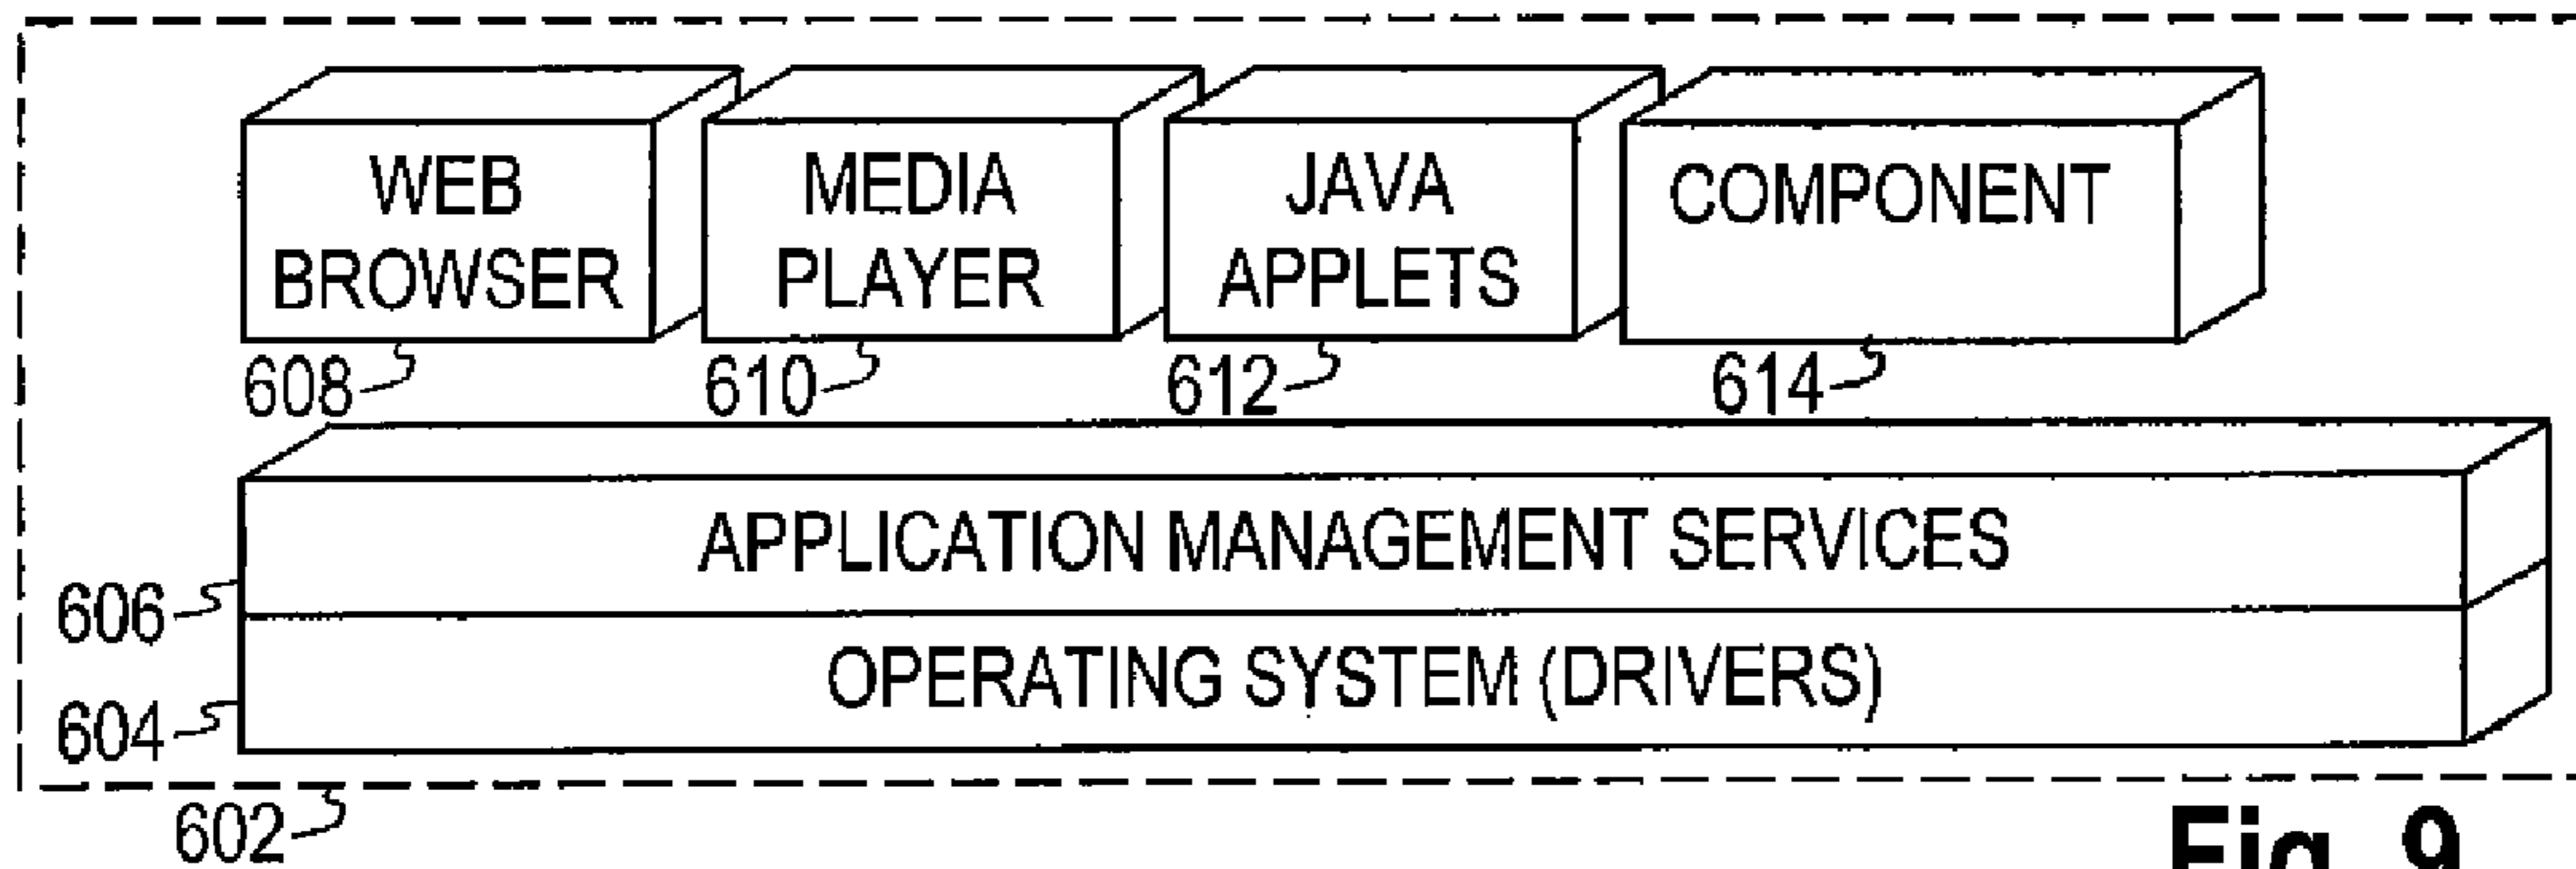 WEB
BROWSER
MEDIA
PLAYER
JAVA
APPLETS
COMPONENT
608
610
612
614
APPLICATION MANAGEMENT SERVICES
606
OPERATING SYSTEM (DRIVERS)
604
602
Fig. 9